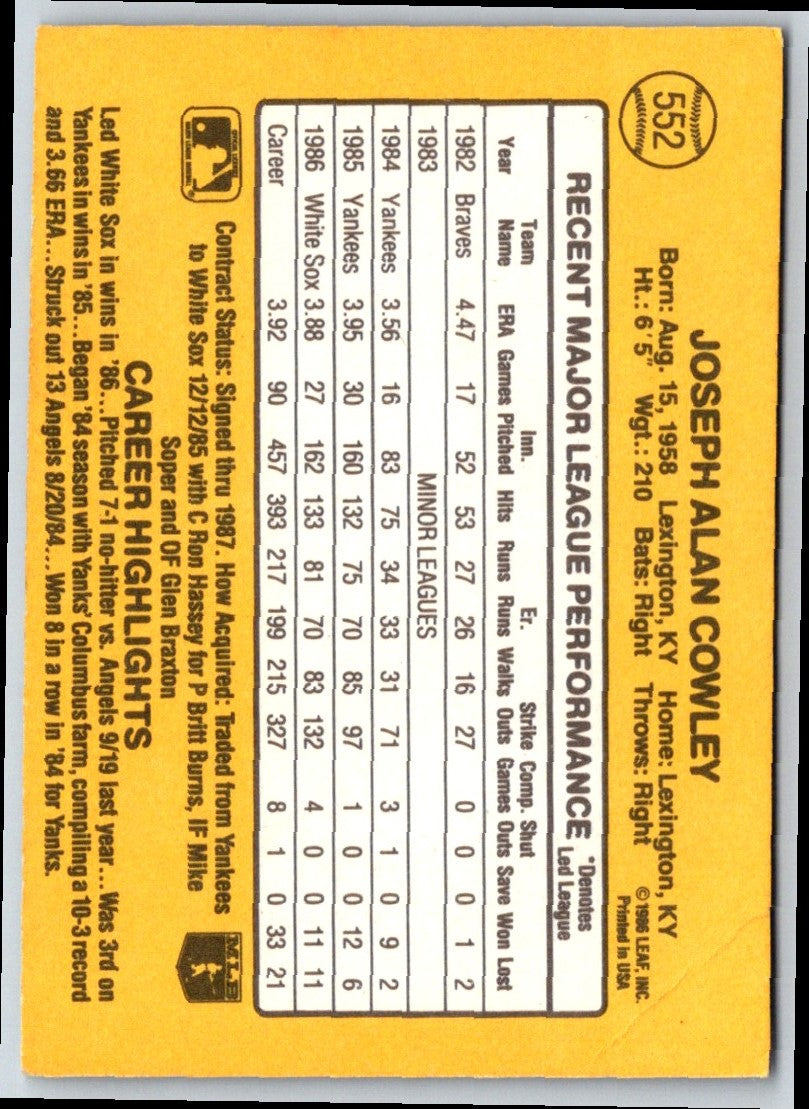 552
JOSEPH ALAN COWLEY
Born: Aug. 15, 1958 Lexington, KY Home: Lexington, KY
Ht.: 6'5" Wgt.: 210 Bats: Right Throws: Right
© 1986 LEAF, INC.
Printed in USA
RECENT MAJOR LEAGUE PERFORMANCE *Denotes
Led League
Team Inn. Er. Strike Comp. Shut
Year Name ERA Games Pitched Hits Runs Runs Walks Outs Games Outs Save Won Lost
1982 Braves 4.47 17 52 53 27 26 16 27 0 0 0 1 2
1983 MINOR LEAGUES
1984 Yankees 3.56 16 83 75 34 33 31 71 3 1 0 9 2
1985 Yankees 3.95 30 160 132 75 70 85 97 1 0 0 12 6
1986 White Sox 3.88 27 162 133 81 70 83 132 4 0 0 11 11
Career 3.92 90 457 393 217 199 215 327 8 1 0 33 21
Contract Status: Signed thru 1987. How Acquired: Traded from Yankees
to White Sox 12/12/85 with C Ron Hassey for P Britt Burns, IF Mike
Soper and OF Glen Braxton
MLB
CAREER HIGHLIGHTS
Led White Sox in wins in '86...Pitched 7-1 no-hitter vs. Angels 9/19 last year...Was 3rd on
Yankees in wins in '85...Began '84 season with Yanks' Columbus farm, compiling a 10-3 record
and 3.66 ERA...Struck out 13 Angels 8/20/84...Won 8 in a row in '84 for Yanks.